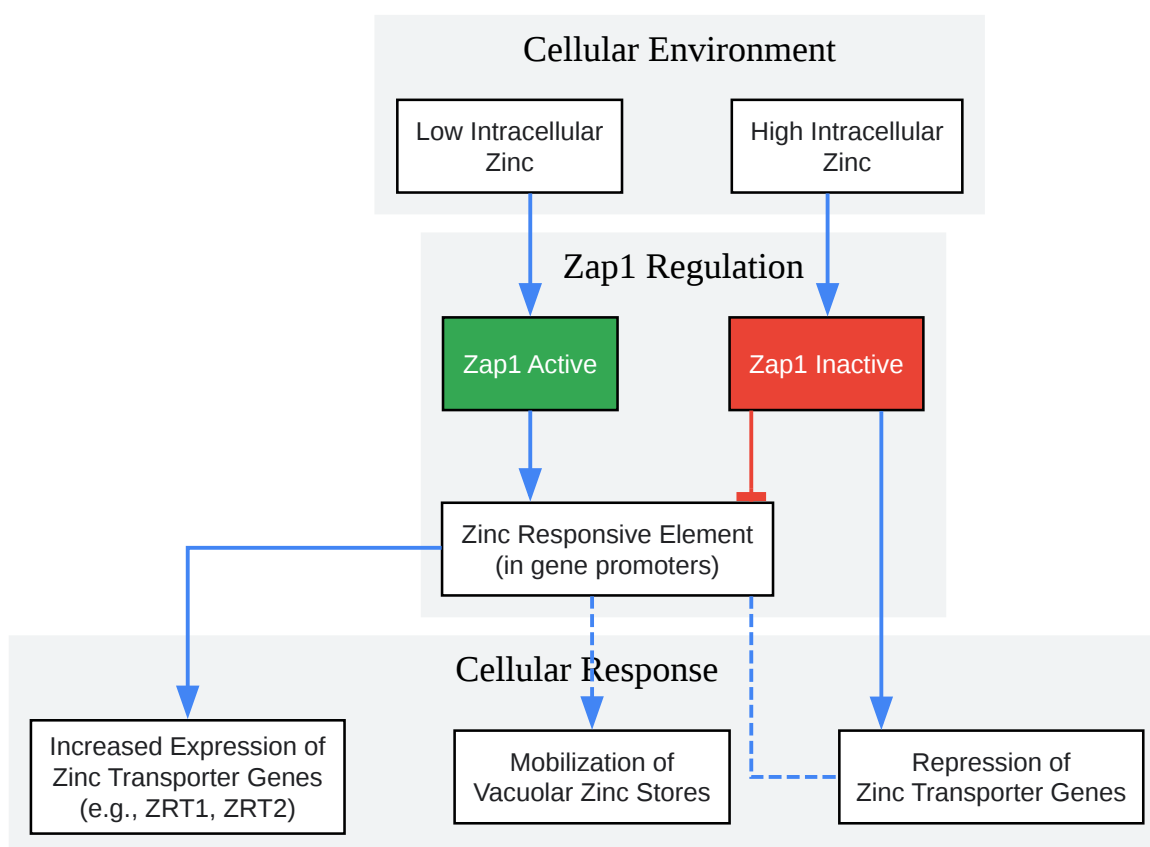 Cellular Environment
Low Intracellular
Zinc
High Intracellular
Zinc
Zap1 Regulation
Zap1 Active
Zap1 Inactive
Zinc Responsive Element
(in gene promoters)
Cellular Response
Increased Expression of
Zinc Transporter Genes
(e.g., ZRT1, ZRT2)
Mobilization of
Vacuolar Zinc Stores
Repression of
Zinc Transporter Genes